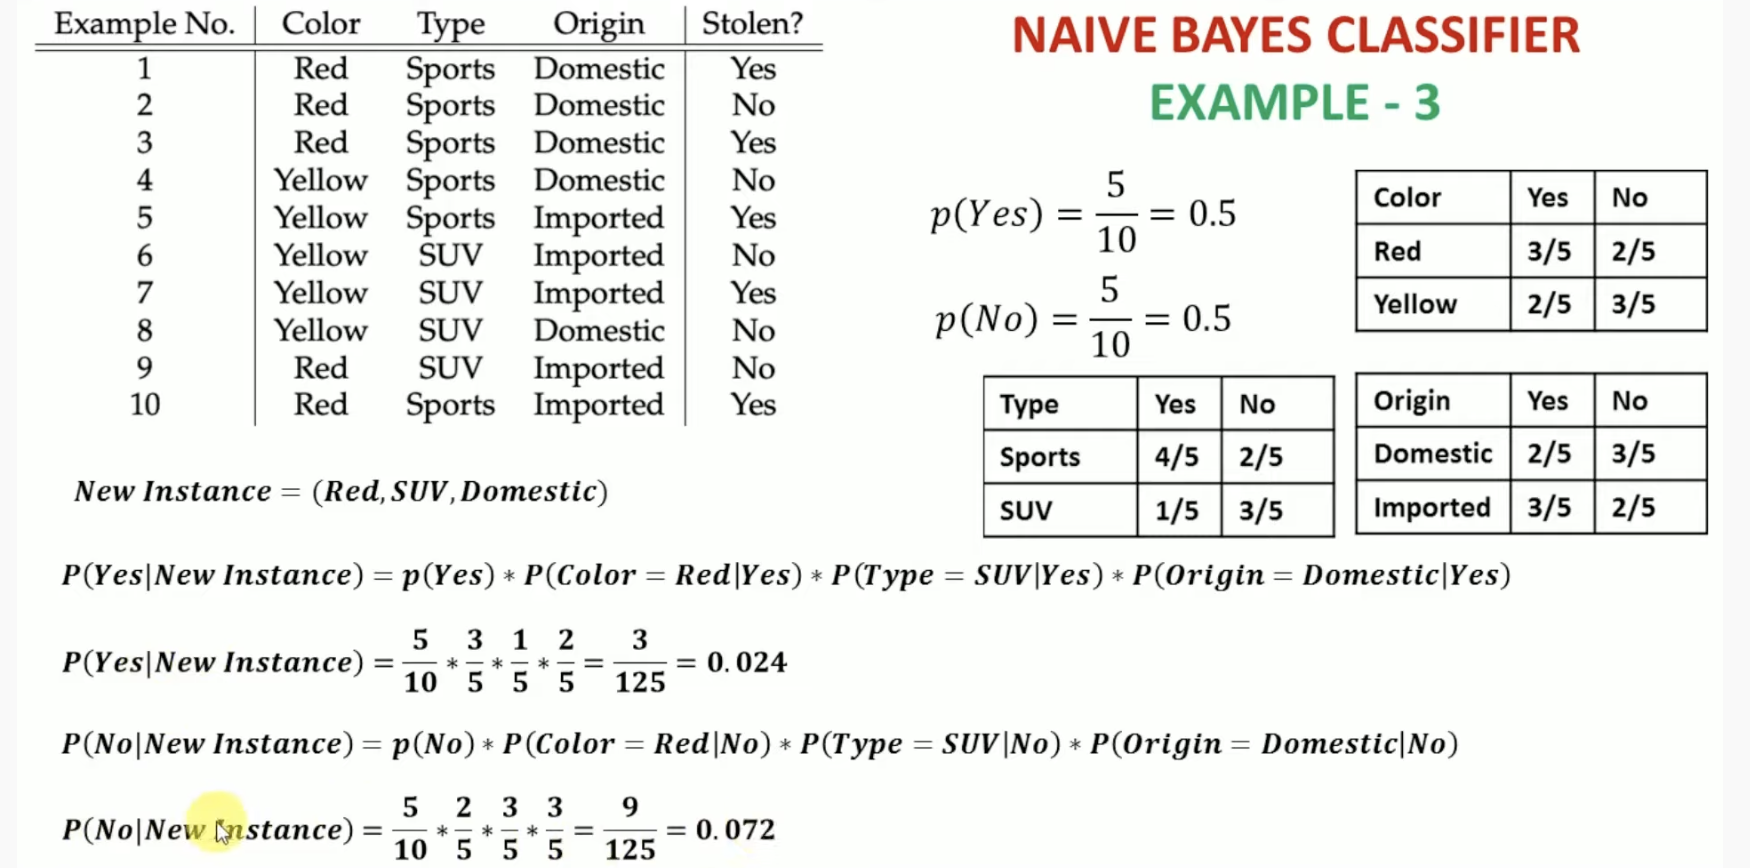 Example No. Color Type Origin Stolen?
1 Red Sports Domestic Yes
2 Red Sports Domestic No
3 Red Sports Domestic Yes
4 Yellow Sports Domestic No
5 Yellow Sports Imported Yes
6 Yellow SUV Imported No
7 Yellow SUV Imported Yes
8 Yellow SUV Domestic No
9 Red SUV Imported No
10 Red Sports Imported Yes
NAIVE BAYES CLASSIFIER
EXAMPLE - 3
p(Yes) = 5/10 = 0.5
p(No) = 5/10 = 0.5
Color Yes No
Red 3/5 2/5
Yellow 2/5 3/5
Type Yes No
Sports 4/5 2/5
SUV 1/5 3/5
Origin Yes No
Domestic 2/5 3/5
Imported 3/5 2/5
New Instance = (Red, SUV, Domestic)
P(Yes|New Instance) = p(Yes) * P(Color = Red|Yes) * P(Type = SUV|Yes) * P(Origin = Domestic|Yes)
P(Yes|New Instance) = 5/10 * 3/5 * 1/5 * 2/5 = 3/125 = 0.024
P(No|New Instance) = p(No) * P(Color = Red|No) * P(Type = SUV|No) * P(Origin = Domestic|No)
P(No|New Instance) = 5/10 * 2/5 * 3/5 * 3/5 = 9/125 = 0.072